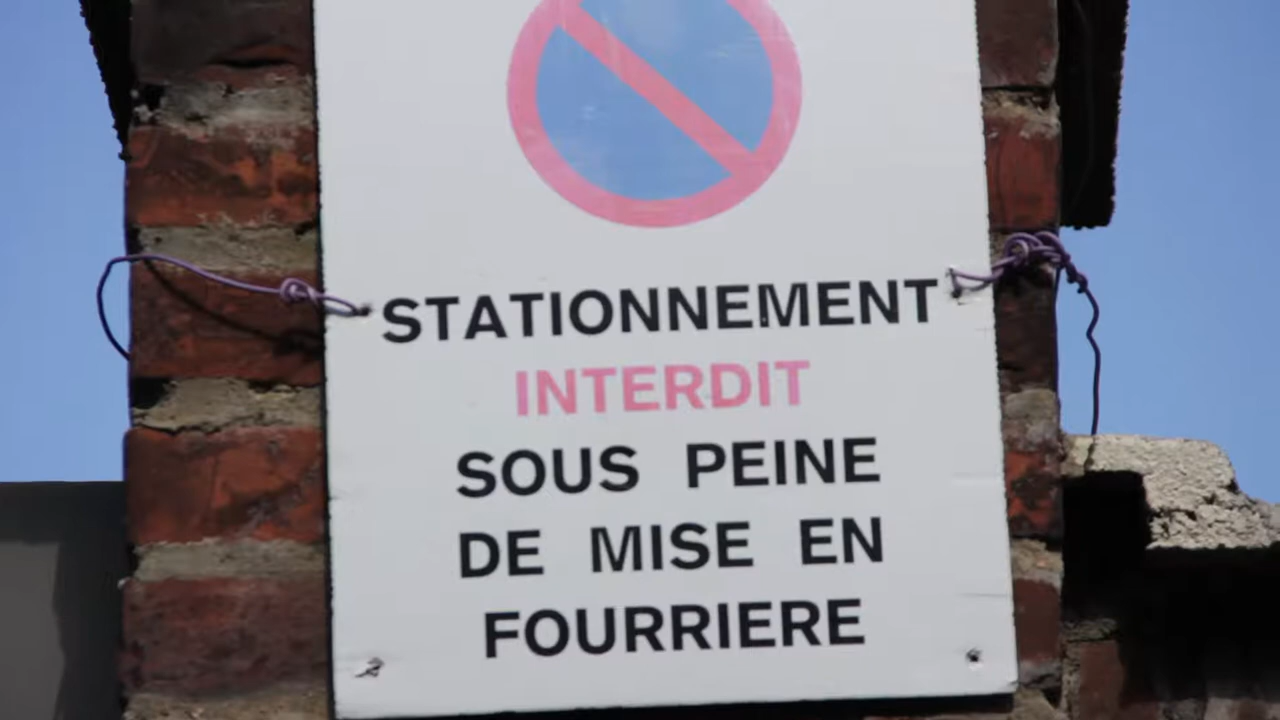 STATIONNEMENT
INTERDIT
SOUS PEINE
DE MISE EN
FOURRIERE